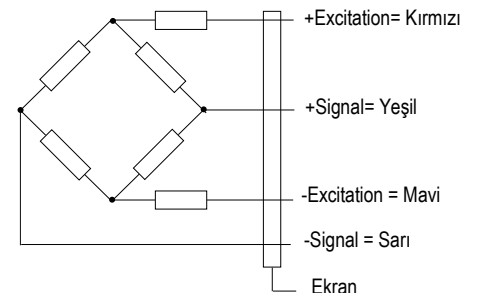 +Excitation= Kırmızı
+Signal= Yeşil
-Excitation = Mavi
-Signal = Sarı
Ekran